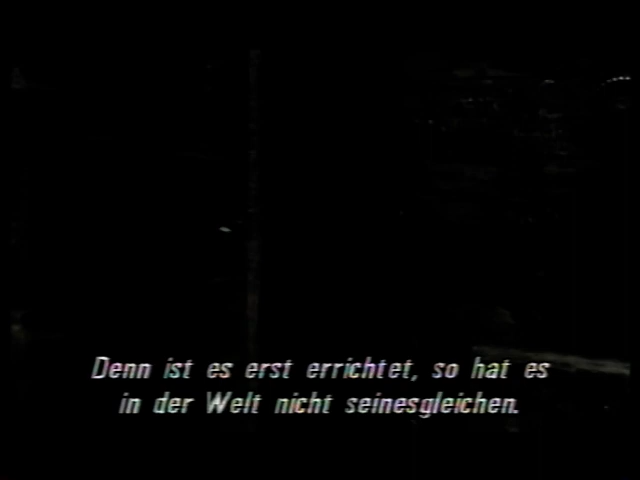 Denn ist es erst errichtet, so hat es
in der Welt nicht seinesgleichen.